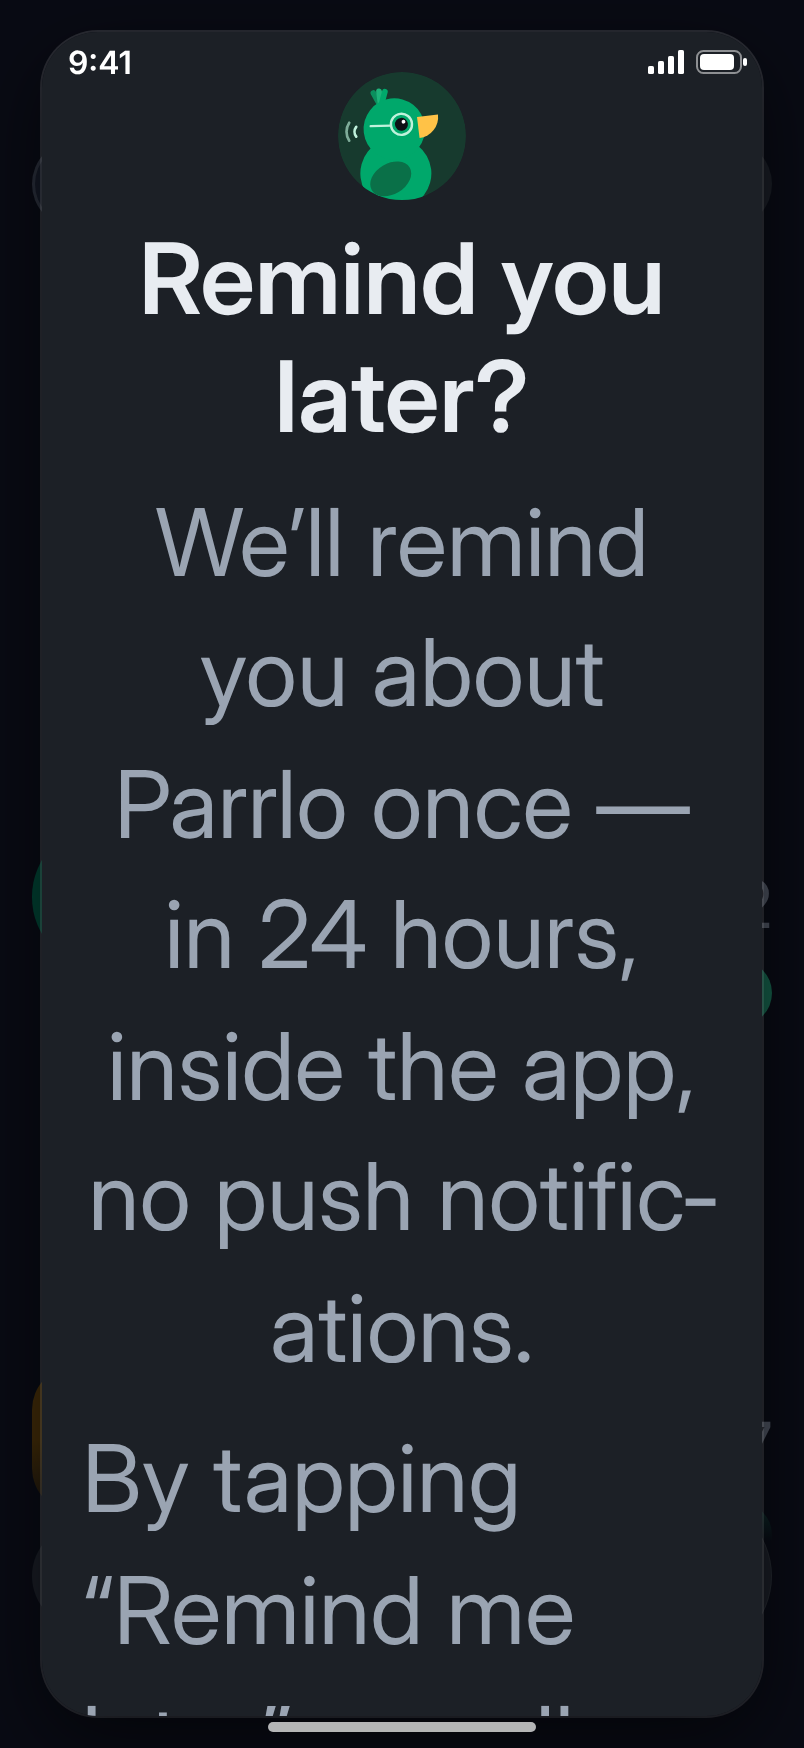 9:41
Remind you
later?
We’ll remind
you about
Parrlo once —
in 24 hours,
inside the app,
no push notific-
ations.
By tapping
“Remind me